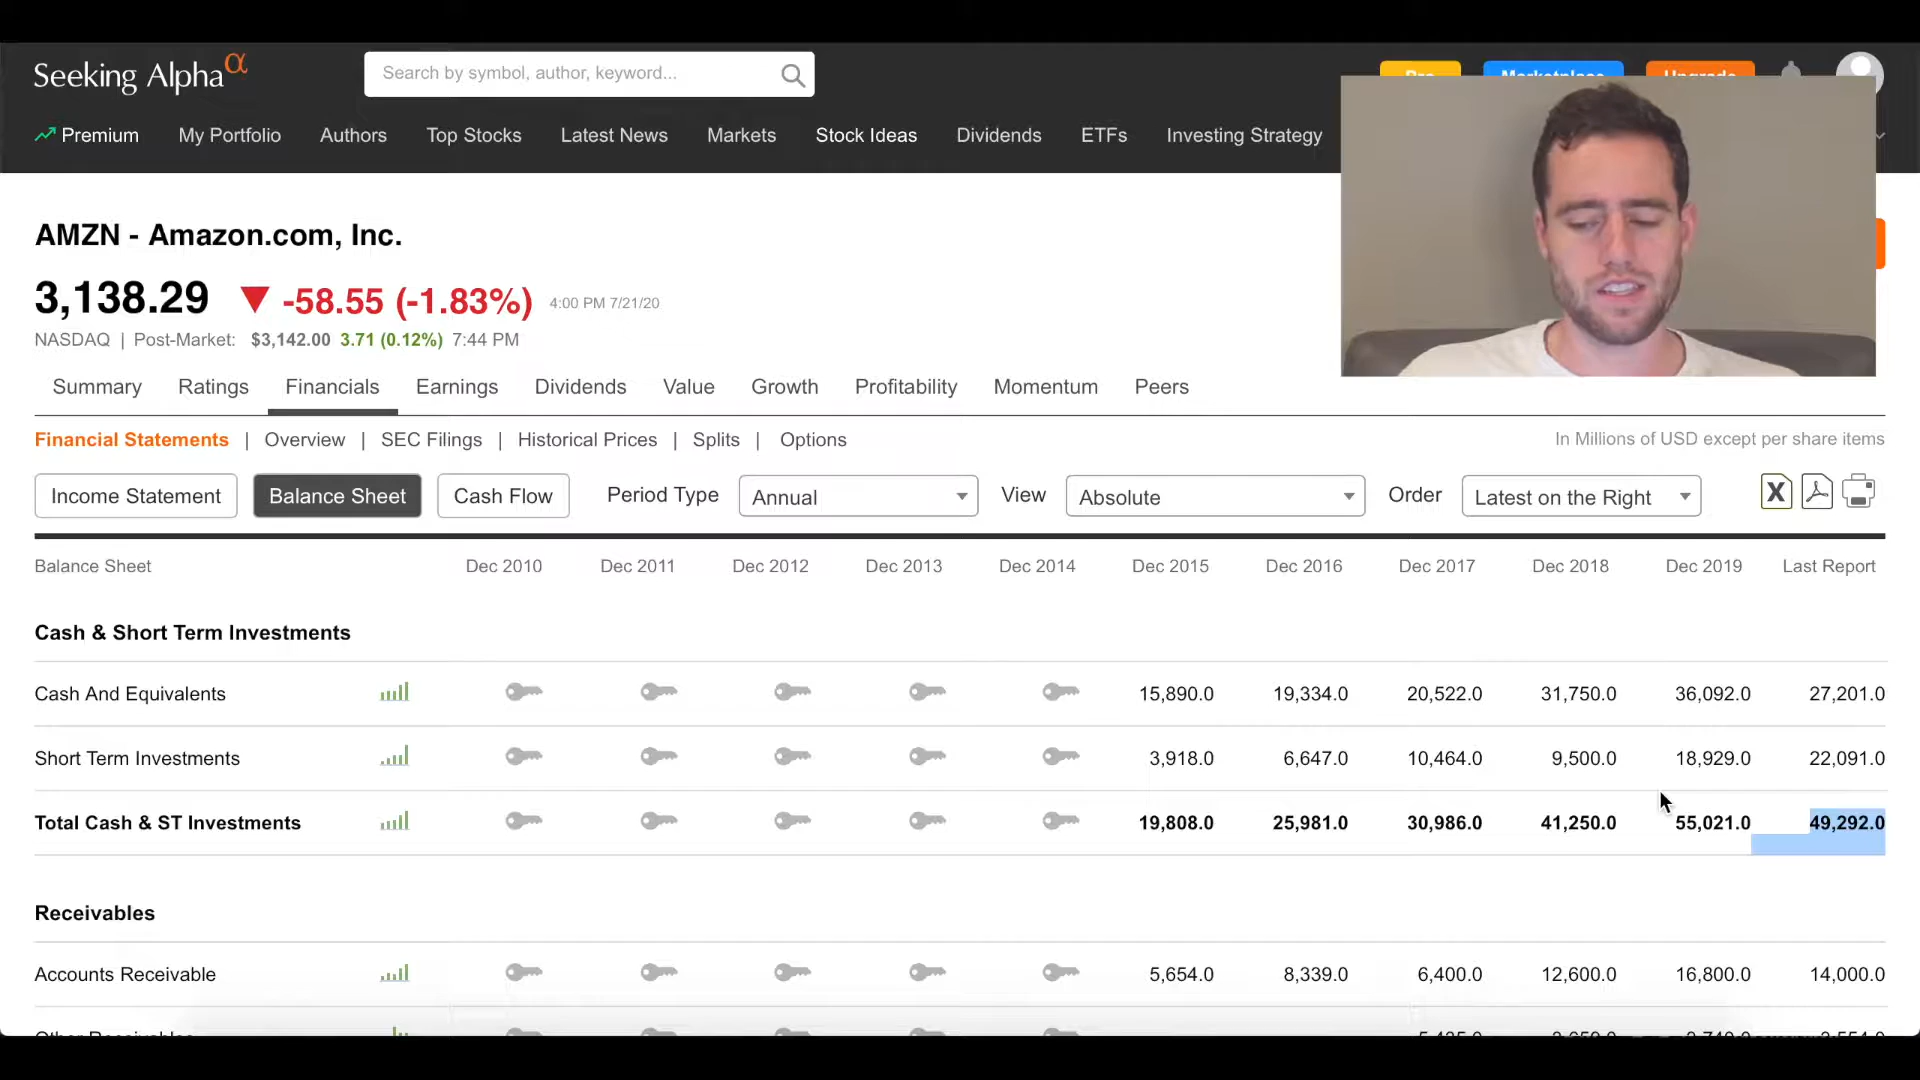 Seeking Alpha α
Search by symbol, author, keyword...
Pro Marketplace Upgrade
Premium My Portfolio Authors Top Stocks Latest News Markets Stock Ideas Dividends ETFs Investing Strategy
AMZN - Amazon.com, Inc.
3,138.29 ▼ -58.55 (-1.83%) 4:00 PM 7/21/20
NASDAQ | Post-Market: $3,142.00 3.71 (0.12%) 7:44 PM
Summary Ratings Financials Earnings Dividends Value Growth Profitability Momentum Peers
Financial Statements | Overview | SEC Filings | Historical Prices | Splits | Options In Millions of USD except per share items
Income Statement Balance Sheet Cash Flow Period Type Annual View Absolute Order Latest on the Right X
Balance Sheet Dec 2010 Dec 2011 Dec 2012 Dec 2013 Dec 2014 Dec 2015 Dec 2016 Dec 2017 Dec 2018 Dec 2019 Last Report
Cash & Short Term Investments
Cash And Equivalents 15,890.0 19,334.0 20,522.0 31,750.0 36,092.0 27,201.0
Short Term Investments 3,918.0 6,647.0 10,464.0 9,500.0 18,929.0 22,091.0
Total Cash & ST Investments 19,808.0 25,981.0 30,986.0 41,250.0 55,021.0 49,292.0
Receivables
Accounts Receivable 5,654.0 8,339.0 6,400.0 12,600.0 16,800.0 14,000.0
Other Receivables